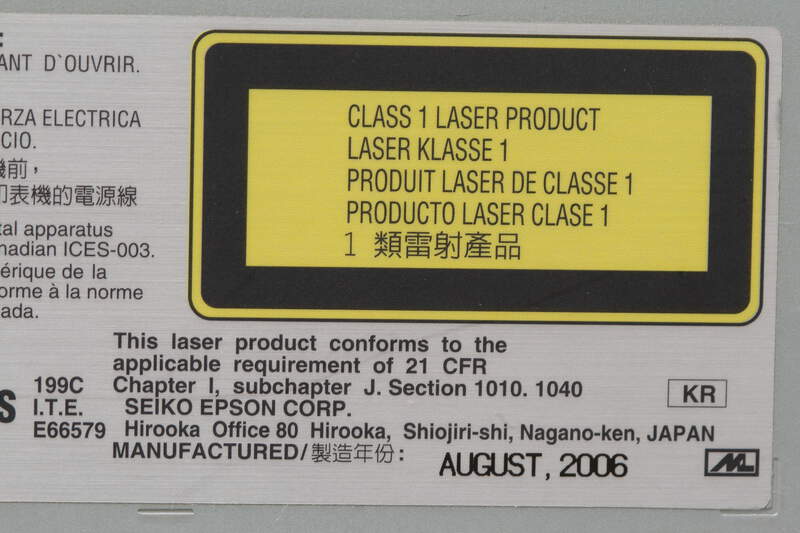 ANT D`OUVRIR.
RZA ELECTRICA
CIO.
機前，
印表機的電源線
tal apparatus
nadian ICES-003.
érique de la
orme à la norme
ada.
CLASS 1 LASER PRODUCT
LASER KLASSE 1
PRODUIT LASER DE CLASSE 1
PRODUCTO LASER CLASE 1
1 類雷射產品
This laser product conforms to the
applicable requirement of 21 CFR
199C Chapter I, subchapter J. Section 1010. 1040
KR
S I.T.E. SEIKO EPSON CORP.
E66579 Hirooka Office 80 Hirooka, Shiojiri-shi, Nagano-ken, JAPAN
MANUFACTURED/製造年份: AUGUST, 2006